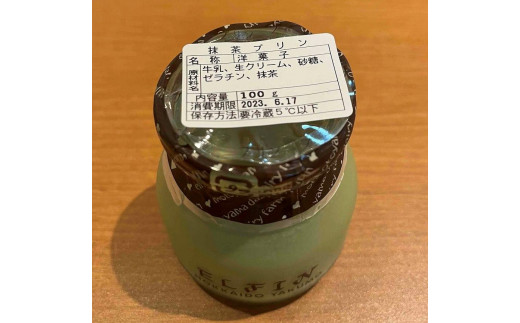 抹茶プリン
名称 洋菓子
原材料名 牛乳、生クリーム、砂糖、
ゼラチン、抹茶
内容量 100g
消費期限 2023. 6.17
保存方法 要冷蔵5℃以下
ELFIN
HOKKAIDO YAKUMO